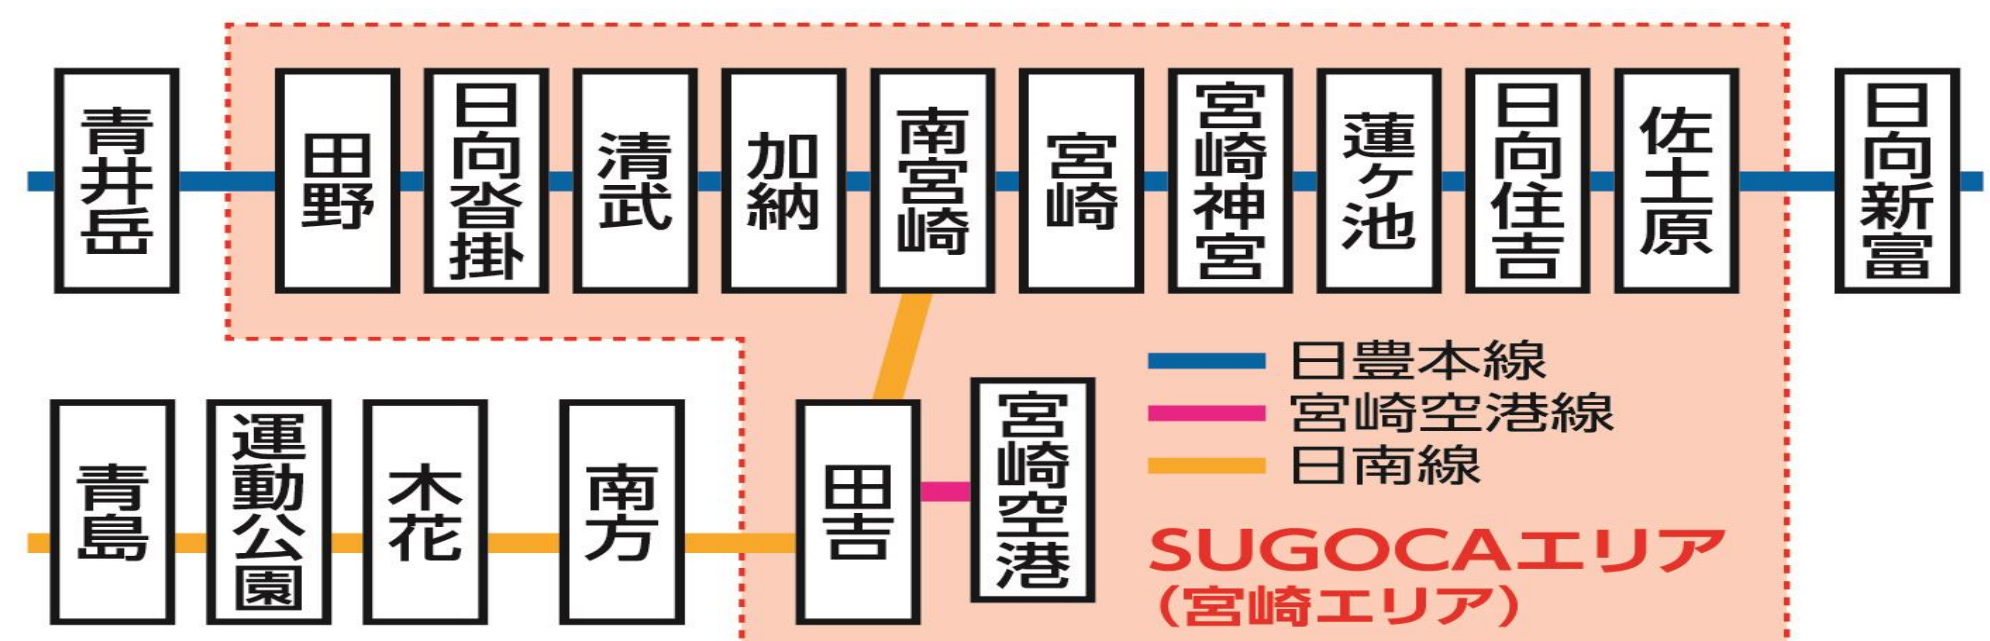 青井岳
田野
日向沓掛
清武
加納
南宮崎
宮崎
宮崎神宮
蓮ケ池
日向住吉
佐土原
日向新富
青島
運動公園
木花
南方
田吉
宮崎空港
日豊本線
宮崎空港線
日南線
SUGOCAエリア
(宮崎エリア)